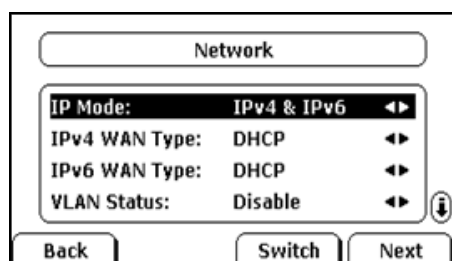 Network
IP Mode: IPv4 & IPv6
IPv4 WAN Type: DHCP
IPv6 WAN Type: DHCP
VLAN Status: Disable
Back Switch Next